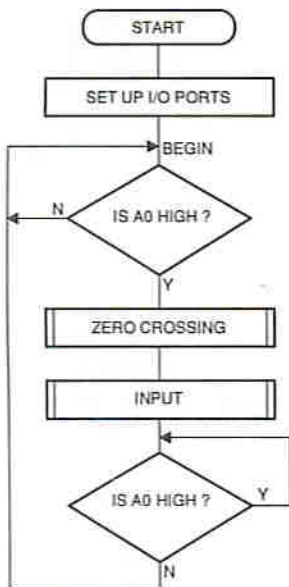 START
SET UP I/O PORTS
BEGIN
N
IS A0 HIGH ?
Y
ZERO CROSSING
INPUT
IS A0 HIGH ?
Y
N